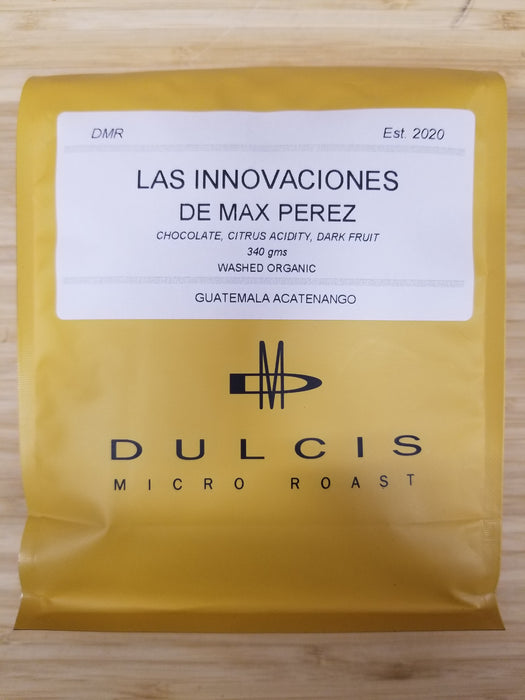 DMR
Est. 2020
LAS INNOVACIONES
DE MAX PEREZ
CHOCOLATE, CITRUS ACIDITY, DARK FRUIT
340 gms
WASHED ORGANIC
GUATEMALA ACATENANGO
DULCIS
MICRO ROAST